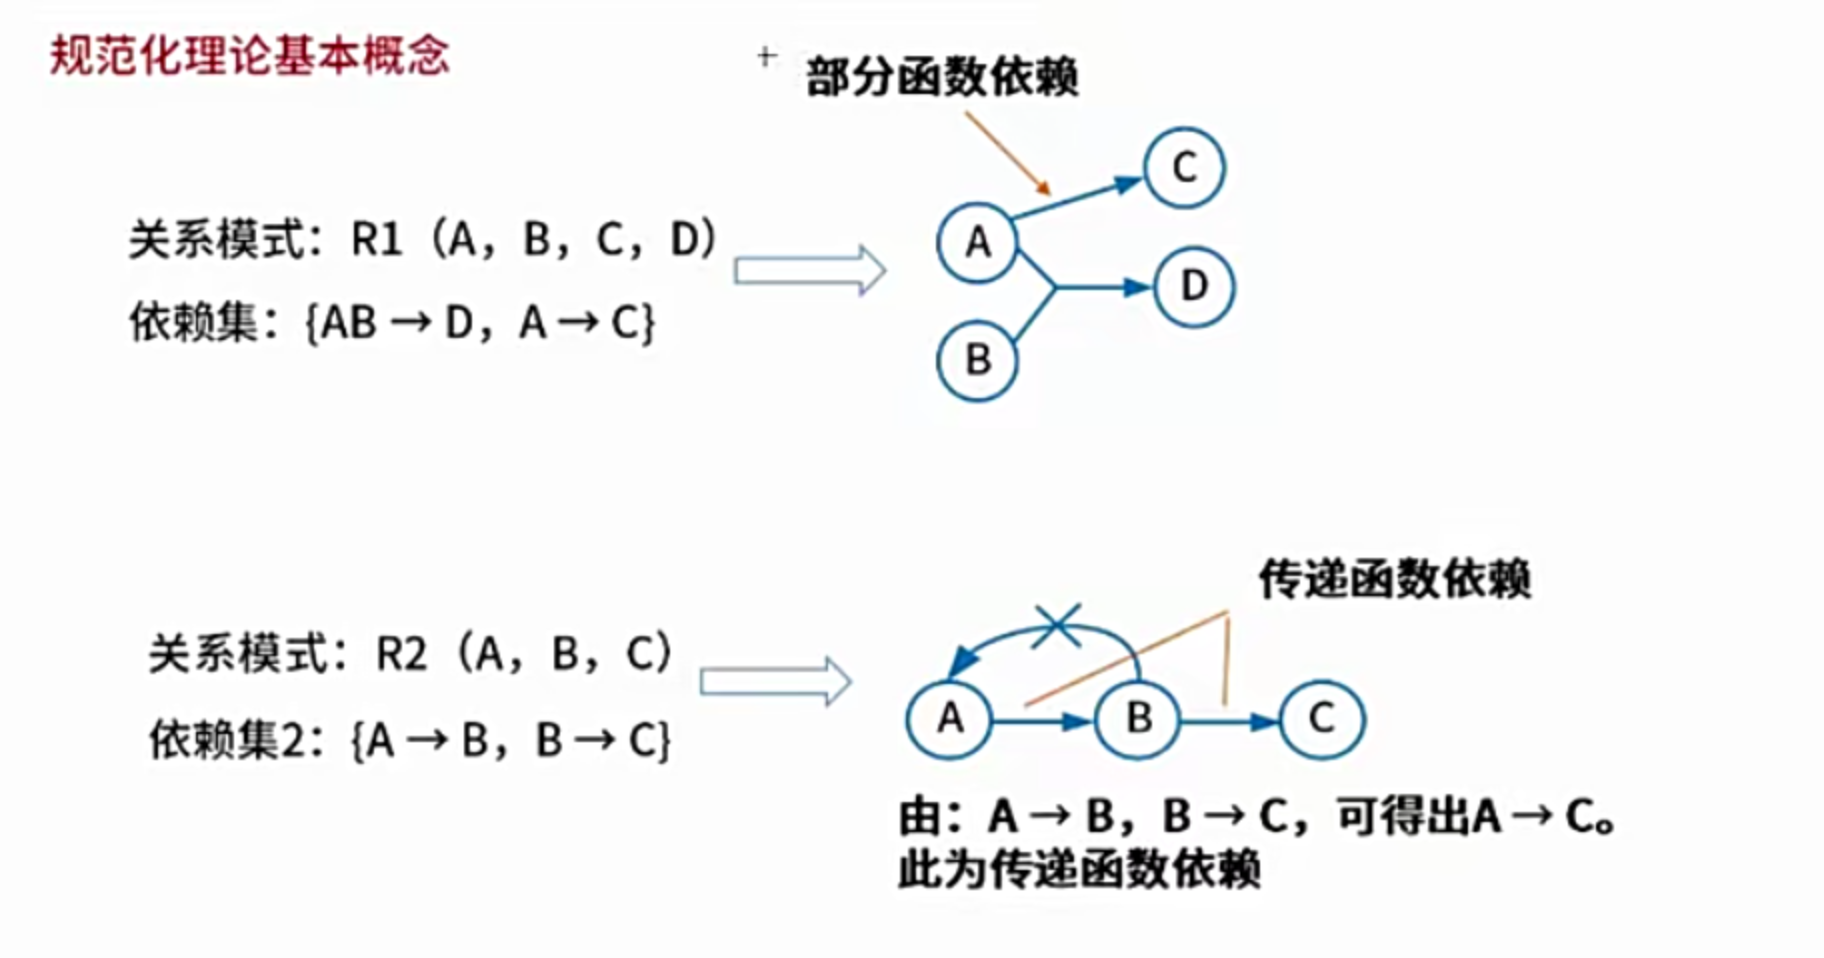 规范化理论基本概念
部分函数依赖
关系模式：R1（A，B，C，D）
依赖集：{AB→D，A→C}
C
A
D
B
传递函数依赖
关系模式：R2（A，B，C）
依赖集2：{A→B，B→C}
A
B
C
由：A→B，B→C，可得出A→C。
此为传递函数依赖